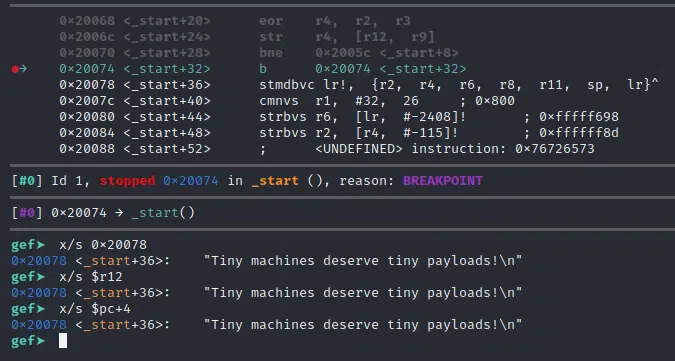 0×20068 <_start+20> eor r4, r2, r3
0×2006c <_start+24> str r4, [r12, r9]
0×20070 <_start+28> bne 0×2005c <_start+8>
●→ 0×20074 <_start+32> b 0×20074 <_start+32>
0×20078 <_start+36> stmdbvc lr!, {r2, r4, r6, r8, r11, sp, lr}^
0×2007c <_start+40> cmnvs r1, #32, 26 ; 0×800
0×20080 <_start+44> strbvs r6, [lr, #-2408]! ; 0×fffff698
0×20084 <_start+48> strbvs r2, [r4, #-115]! ; 0×ffffff8d
0×20088 <_start+52> ; <UNDEFINED> instruction: 0×76726573
[#0] Id 1, stopped 0×20074 in _start (), reason: BREAKPOINT
[#0] 0×20074 → _start()
gef➤ x/s 0×20078
0×20078 <_start+36>: "Tiny machines deserve tiny payloads!\n"
gef➤ x/s $r12
0×20078 <_start+36>: "Tiny machines deserve tiny payloads!\n"
gef➤ x/s $pc+4
0×20078 <_start+36>: "Tiny machines deserve tiny payloads!\n"
gef➤